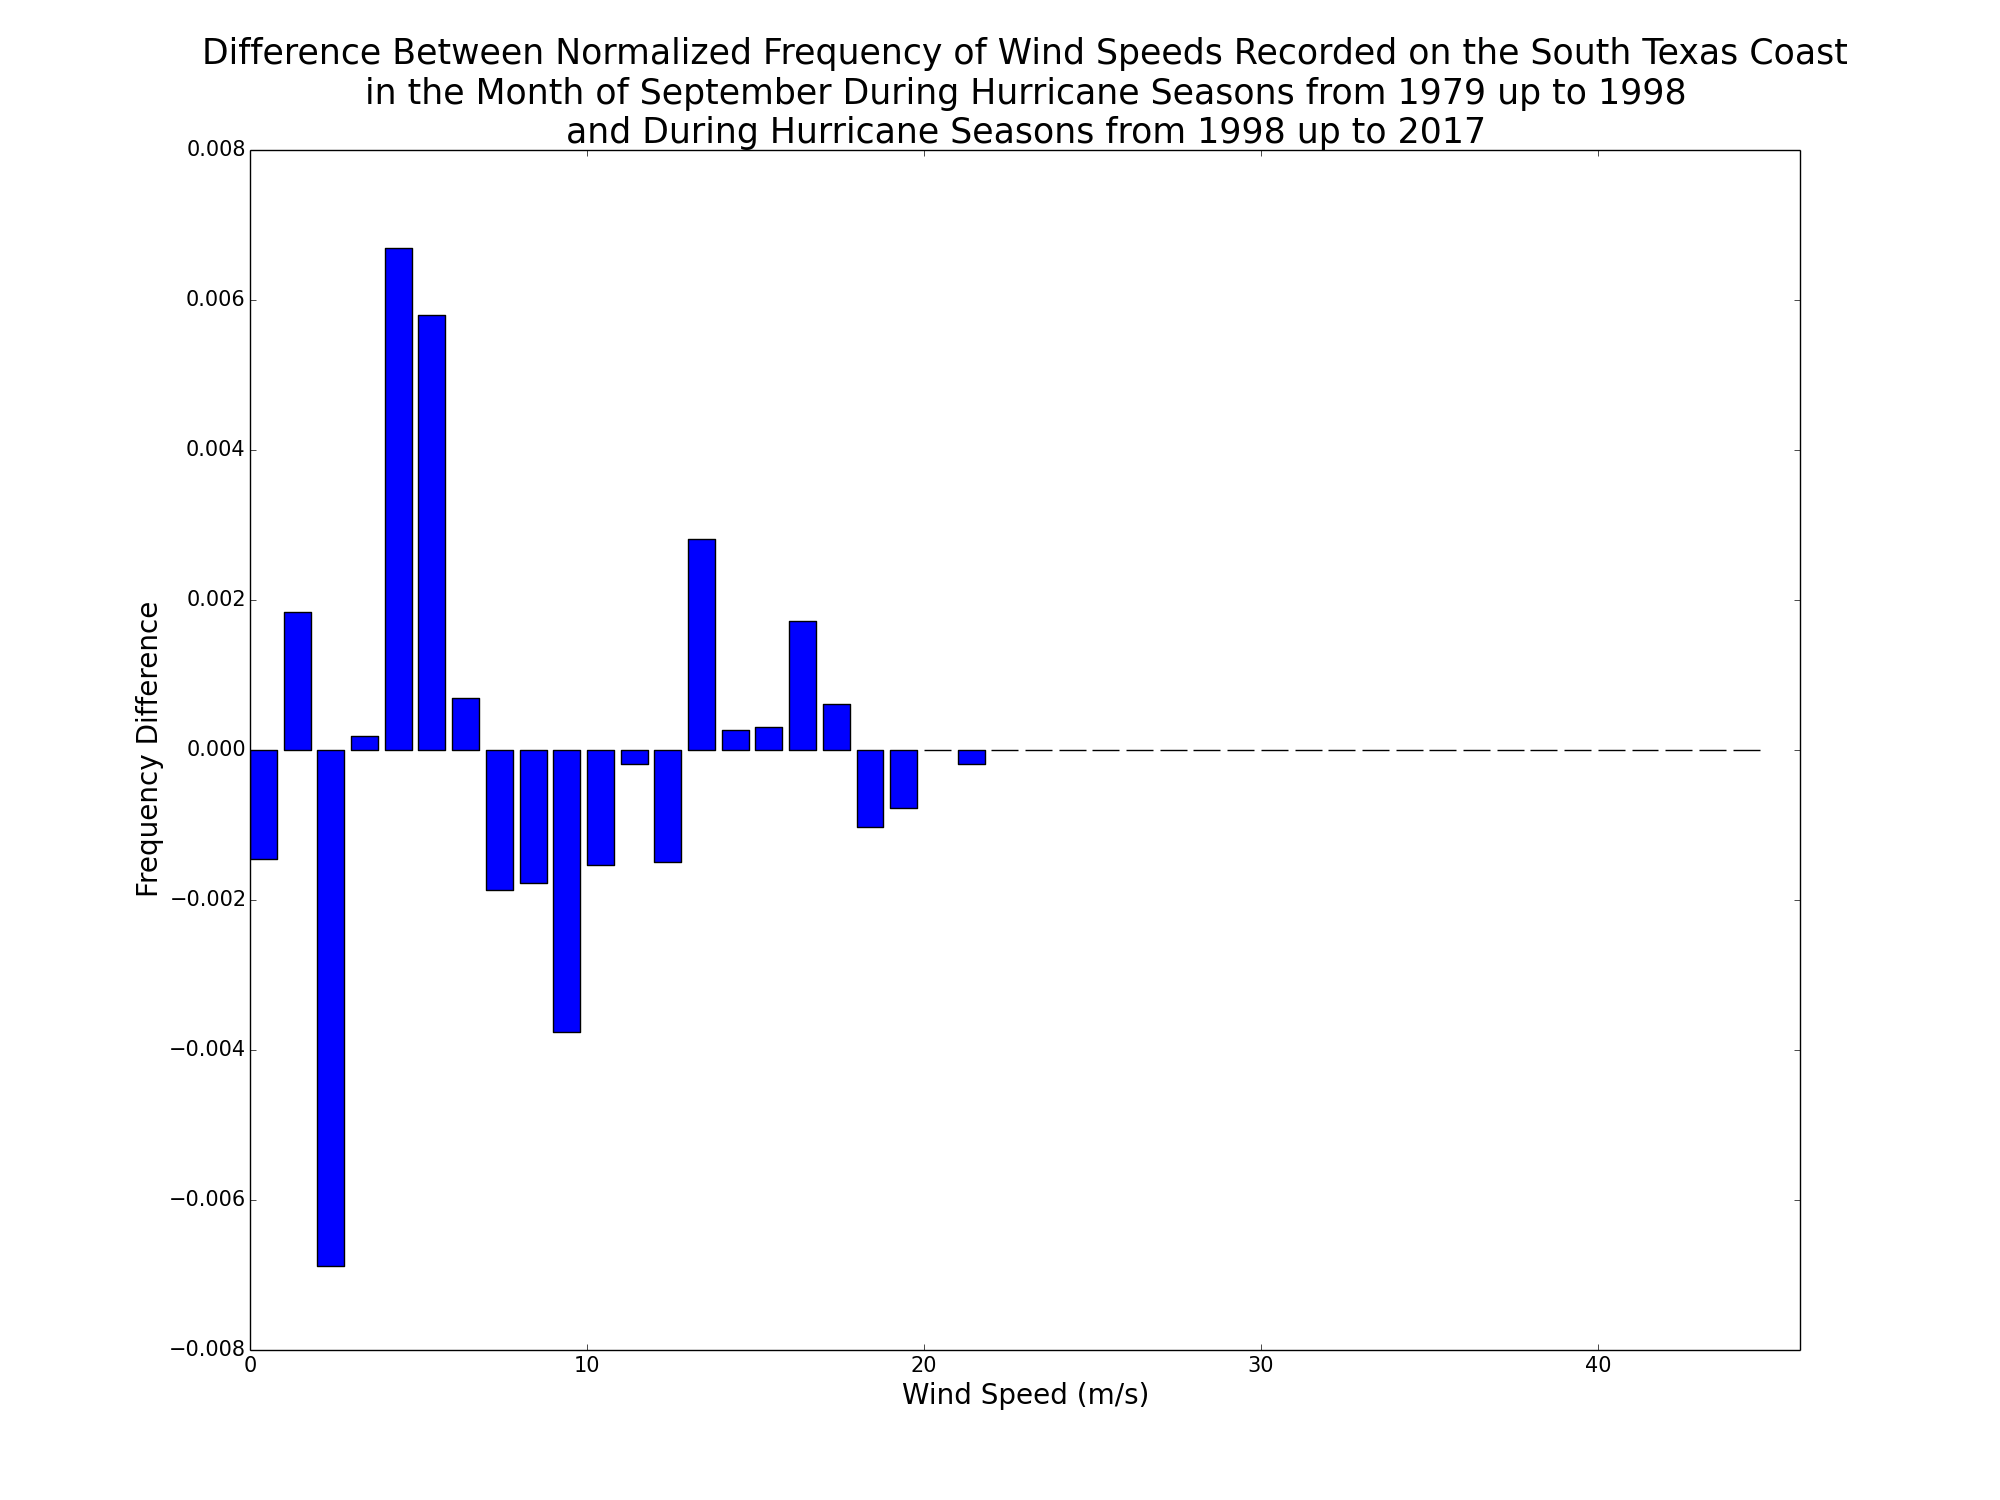 Difference Between Normalized Frequency of Wind Speeds Recorded on the South Texas Coast
in the Month of September During Hurricane Seasons from 1979 up to 1998
and During Hurricane Seasons from 1998 up to 2017
0.008
0.006
0.004
0.002
0.000
−0.002
−0.004
−0.006
−0.008
Frequency Difference
0 10 20 30 40
Wind Speed (m/s)